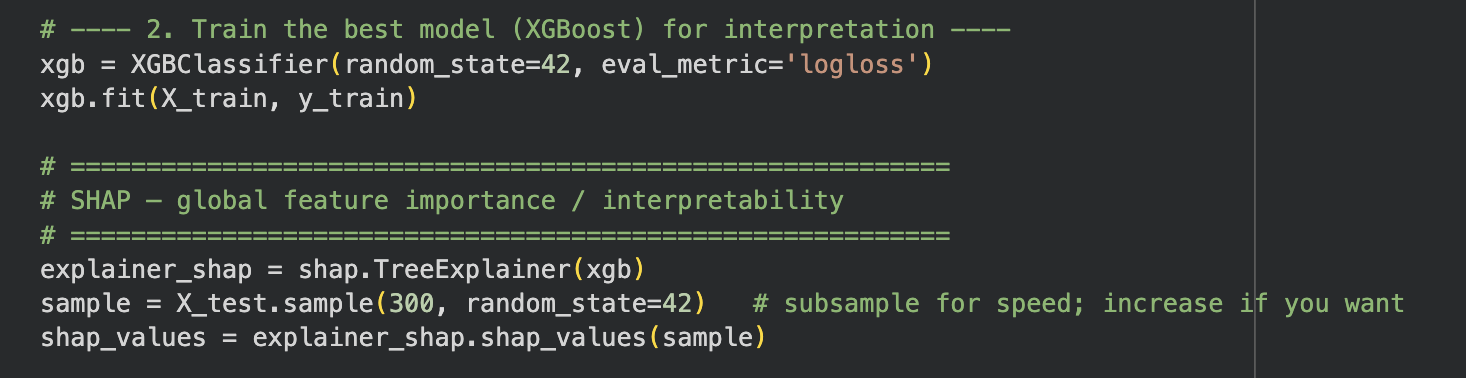 # ---- 2. Train the best model (XGBoost) for interpretation ----
xgb = XGBClassifier(random_state=42, eval_metric='logloss')
xgb.fit(X_train, y_train)
# ==========================================================
# SHAP — global feature importance / interpretability
# ==========================================================
explainer_shap = shap.TreeExplainer(xgb)
sample = X_test.sample(300, random_state=42)   # subsample for speed; increase if you want
shap_values = explainer_shap.shap_values(sample)